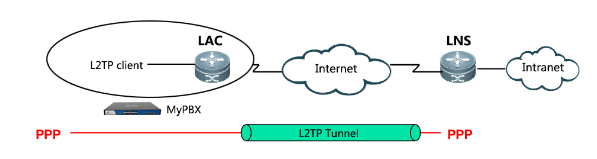 LAC
LNS
L2TP client
Internet
Intranet
MyPBX
PPP
L2TP Tunnel
PPP